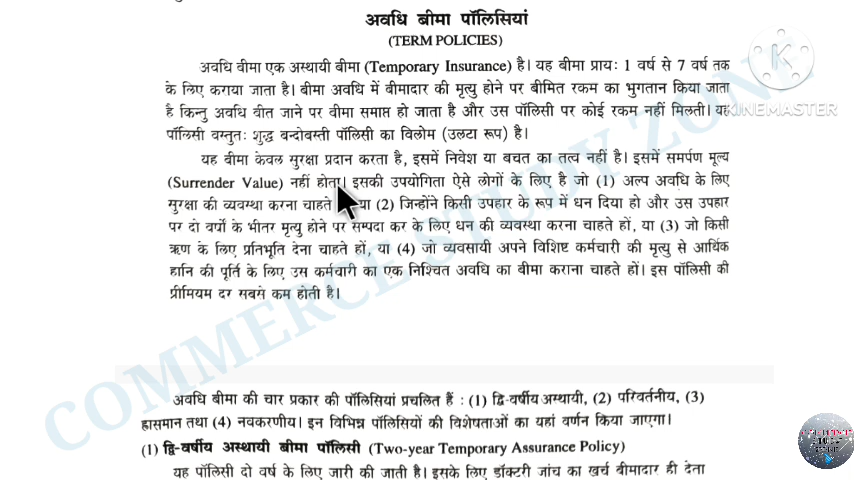 अवधि बीमा पॉलिसियां
(TERM POLICIES)
अवधि बीमा एक अस्थायी बीमा (Temporary Insurance) है। यह बीमा प्रायः 1 वर्ष से 7 वर्ष तक
के लिए कराया जाता है। बीमा अवधि में बीमादार की मृत्यु होने पर बीमित रकम का भुगतान किया जाता
है किन्तु अवधि बीत जाने पर बीमा समाप्त हो जाता है और उस पॉलिसी पर कोई रकम नहीं मिलती। यह
पॉलिसी वस्तुतः शुद्ध बन्दोबस्ती पॉलिसी का विलोम (उलटा रूप) है।
यह बीमा केवल सुरक्षा प्रदान करता है, इसमें निवेश या बचत का तत्व नहीं है। इसमें समर्पण मूल्य
(Surrender Value) नहीं होता। इसकी उपयोगिता ऐसे लोगों के लिए है जो (1) अल्प अवधि के लिए
सुरक्षा की व्यवस्था करना चाहते या (2) जिन्होंने किसी उपहार के रूप में धन दिया हो और उस उपहार
पर दो वर्षों के भीतर मृत्यु होने पर सम्पदा कर के लिए धन की व्यवस्था करना चाहते हों, या (3) जो किसी
ऋण के लिए प्रतिभूति देना चाहते हों, या (4) जो व्यवसायी अपने विशिष्ट कर्मचारी की मृत्यु से आर्थिक
हानि की पूर्ति के लिए उस कर्मचारी का एक निश्चित अवधि का बीमा कराना चाहते हों। इस पॉलिसी की
प्रीमियम दर सबसे कम होती है।
अवधि बीमा की चार प्रकार की पॉलिसियां प्रचलित हैं : (1) द्वि-वर्षीय अस्थायी, (2) परिवर्तनीय, (3)
ह्रासमान तथा (4) नवकरणीय। इन विभिन्न पॉलिसियों की विशेषताओं का यहां वर्णन किया जाएगा।
(1) द्वि-वर्षीय अस्थायी बीमा पॉलिसी (Two-year Temporary Assurance Policy)
यह पॉलिसी दो वर्ष के लिए जारी की जाती है। इसके लिए डॉक्टरी जांच का खर्च बीमादार ही देता
KINEMASTER
COMMERCE STUDY ZONE